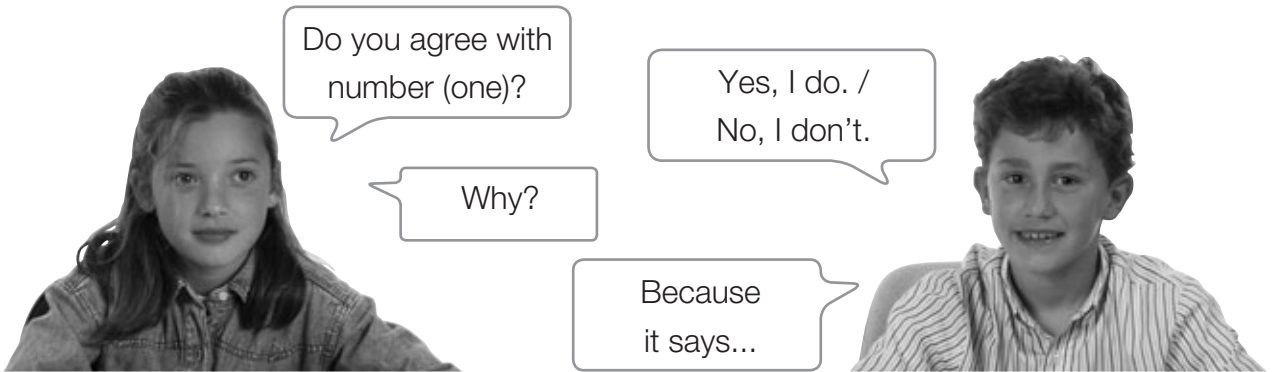 Do you agree with
number (one)?
Yes, I do. /
No, I don't.
Why?
Because
it says...